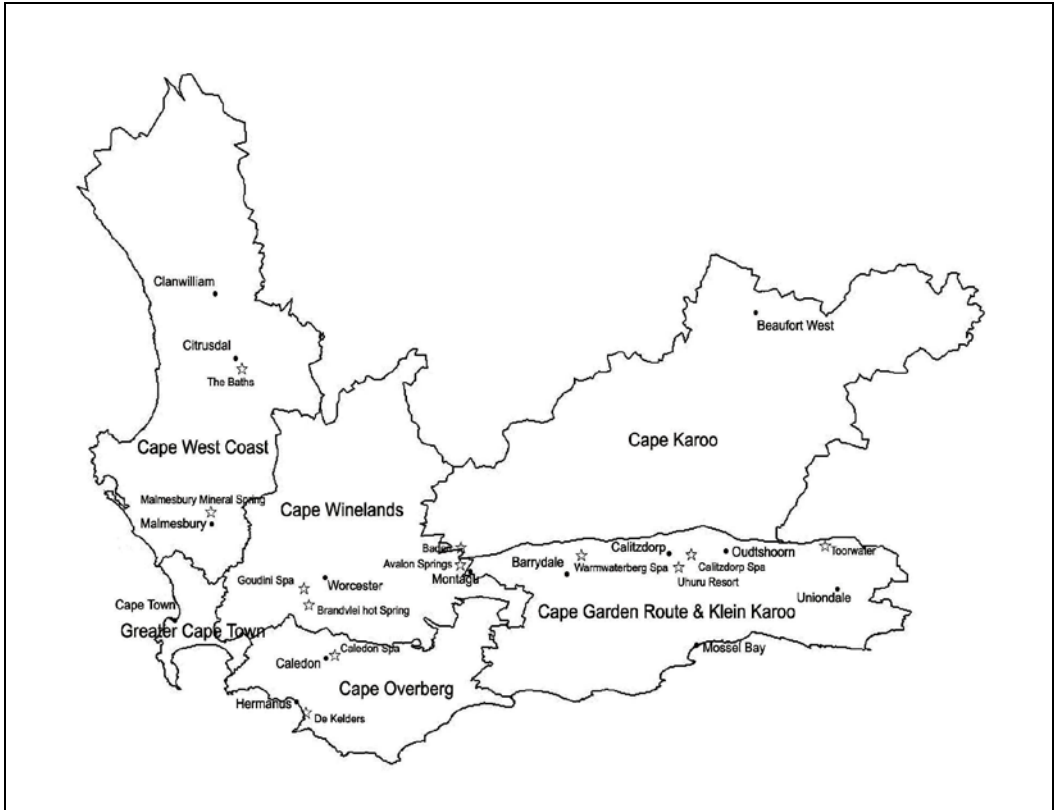 Clanwilliam
Beaufort West
Citrusdal
The Baths
Cape West Coast
Cape Karoo
Malmesbury Mineral Spring
Cape Winelands
Malmesbury
Baden
Calitzdorp
Oudtshoorn
Toorwater
Avalon Springs
Barrydale
Warmwaterberg Spa
Calitzdorp Spa
Montagu
Goudini Spa
Worcester
Uhuru Resort
Uniondale
Cape Town
Brandvlei hot Spring
Cape Garden Route & Klein Karoo
Greater Cape Town
Caledon Spa
Mossel Bay
Caledon
Cape Overberg
Hermanus
De Kelders